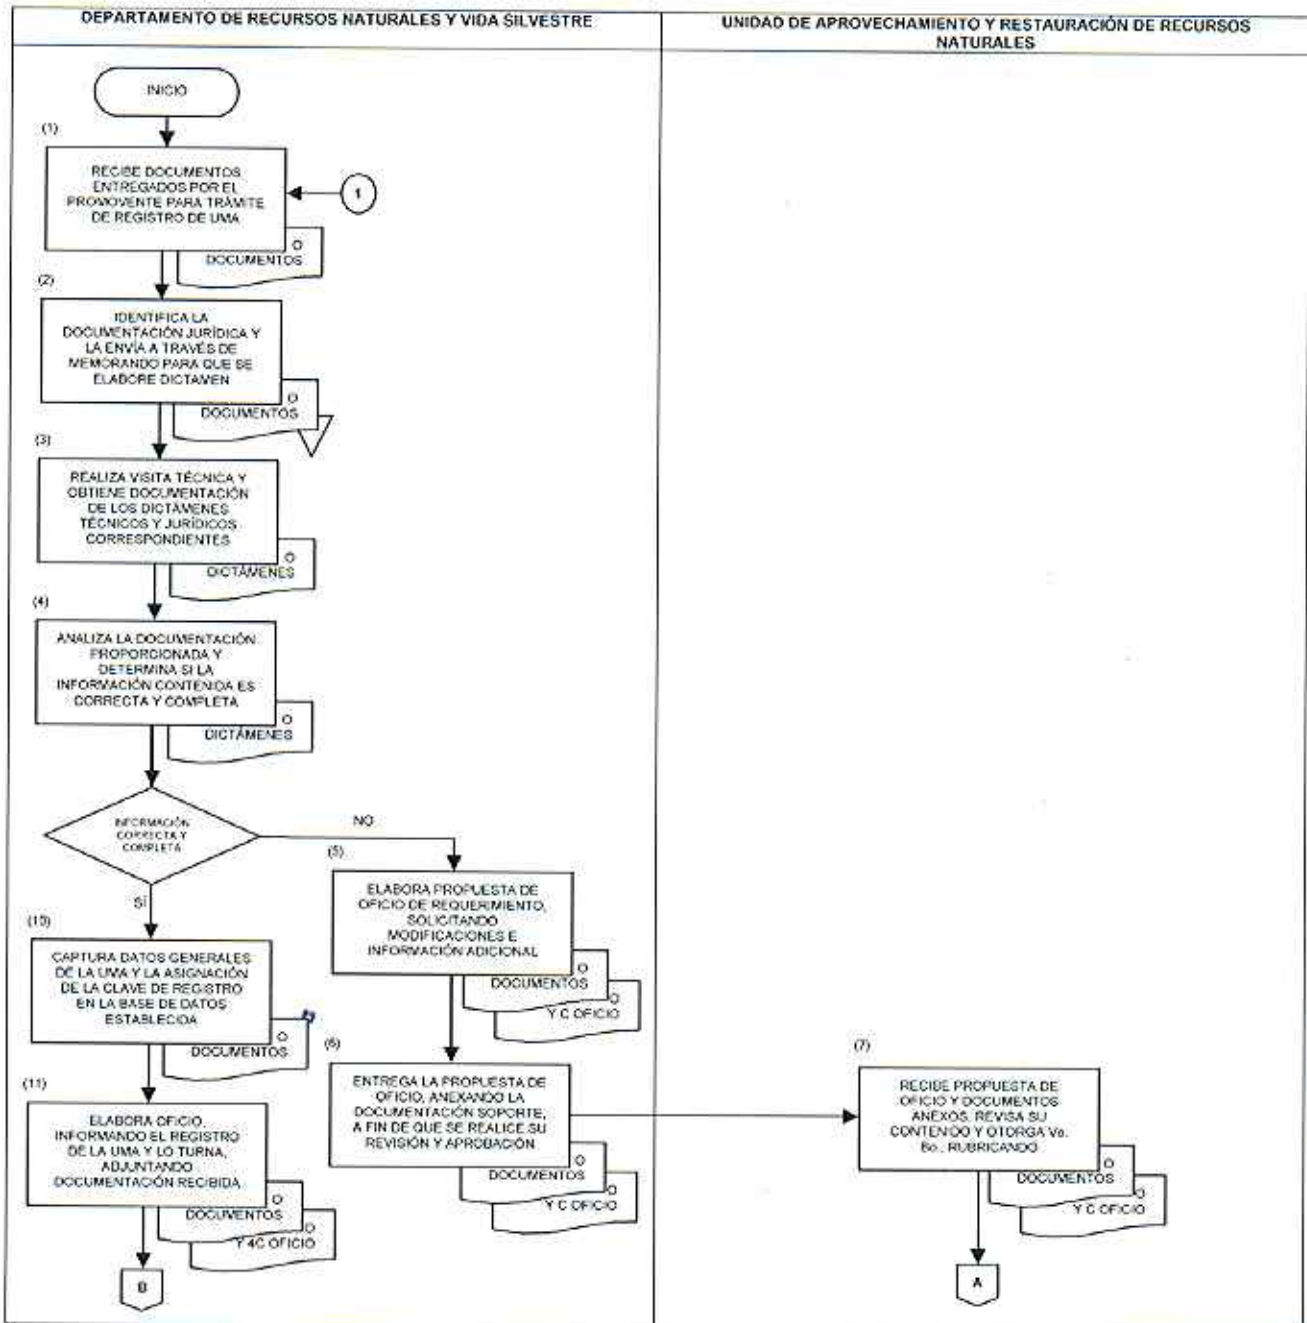 DEPARTAMENTO DE RECURSOS NATURALES Y VIDA SILVESTRE
UNIDAD DE APROVECHAMIENTO Y RESTAURACIÓN DE RECURSOS
NATURALES
INICIO
(1)
RECIBE DOCUMENTOS
ENTREGADOS POR EL
PROMOVENTE PARA TRÁMITE
DE REGISTRO DE UMA
1
O
DOCUMENTOS
(2)
IDENTIFICA LA
DOCUMENTACIÓN JURÍDICA Y
LA ENVÍA A TRAVÉS DE
MEMORANDO PARA QUE SE
ELABORE DICTAMEN
O
DOCUMENTOS
(3)
REALIZA VISITA TÉCNICA Y
OBTIENE DOCUMENTACIÓN
DE LOS DICTÁMENES
TÉCNICOS Y JURÍDICOS
CORRESPONDIENTES
O
DICTÁMENES
(4)
ANALIZA LA DOCUMENTACIÓN
PROPORCIONADA Y
DETERMINA SI LA
INFORMACIÓN CONTENIDA ES
CORRECTA Y COMPLETA
O
DICTÁMENES
INFORMACIÓN
CORRECTA Y
COMPLETA
NO
SÍ
(5)
ELABORA PROPUESTA DE
OFICIO DE REQUERIMIENTO,
SOLICITANDO
MODIFICACIONES E
INFORMACIÓN ADICIONAL
O
DOCUMENTOS
O
Y C OFICIO
(10)
CAPTURA DATOS GENERALES
DE LA UMA Y LA ASIGNACIÓN
DE LA CLAVE DE REGISTRO
EN LA BASE DE DATOS
ESTABLECIDA
O
DOCUMENTOS
(6)
ENTREGA LA PROPUESTA DE
OFICIO, ANEXANDO LA
DOCUMENTACIÓN SOPORTE,
A FIN DE QUE SE REALICE SU
REVISIÓN Y APROBACIÓN
O
DOCUMENTOS
O
Y C OFICIO
(7)
RECIBE PROPUESTA DE
OFICIO Y DOCUMENTOS
ANEXOS, REVISA SU
CONTENIDO Y OTORGA Vo.
Bo., RUBRICANDO
O
DOCUMENTOS
O
Y C OFICIO
(11)
ELABORA OFICIO,
INFORMANDO EL REGISTRO
DE LA UMA Y LO TURNA,
ADJUNTANDO
DOCUMENTACIÓN RECIBIDA
O
DOCUMENTOS
O
Y 4C OFICIO
B
A